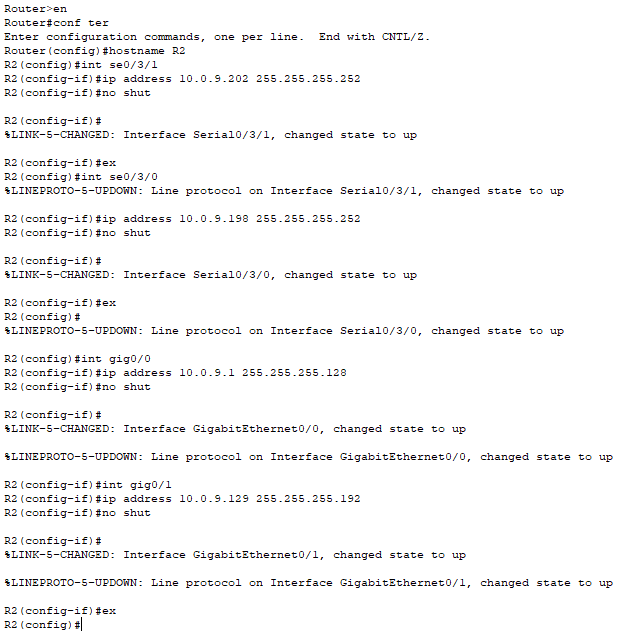 Router>en
Router#conf ter
Enter configuration commands, one per line.  End with CNTL/Z.
Router(config)#hostname R2
R2(config)#int se0/3/1
R2(config-if)#ip address 10.0.9.202 255.255.255.252
R2(config-if)#no shut
R2(config-if)#
%LINK-5-CHANGED: Interface Serial0/3/1, changed state to up
R2(config-if)#ex
R2(config)#int se0/3/0
%LINEPROTO-5-UPDOWN: Line protocol on Interface Serial0/3/1, changed state to up
R2(config-if)#ip address 10.0.9.198 255.255.255.252
R2(config-if)#no shut
R2(config-if)#
%LINK-5-CHANGED: Interface Serial0/3/0, changed state to up
R2(config-if)#ex
R2(config)#
%LINEPROTO-5-UPDOWN: Line protocol on Interface Serial0/3/0, changed state to up
R2(config)#int gig0/0
R2(config-if)#ip address 10.0.9.1 255.255.255.128
R2(config-if)#no shut
R2(config-if)#
%LINK-5-CHANGED: Interface GigabitEthernet0/0, changed state to up
%LINEPROTO-5-UPDOWN: Line protocol on Interface GigabitEthernet0/0, changed state to up
R2(config-if)#int gig0/1
R2(config-if)#ip address 10.0.9.129 255.255.255.192
R2(config-if)#no shut
R2(config-if)#
%LINK-5-CHANGED: Interface GigabitEthernet0/1, changed state to up
%LINEPROTO-5-UPDOWN: Line protocol on Interface GigabitEthernet0/1, changed state to up
R2(config-if)#ex
R2(config)#